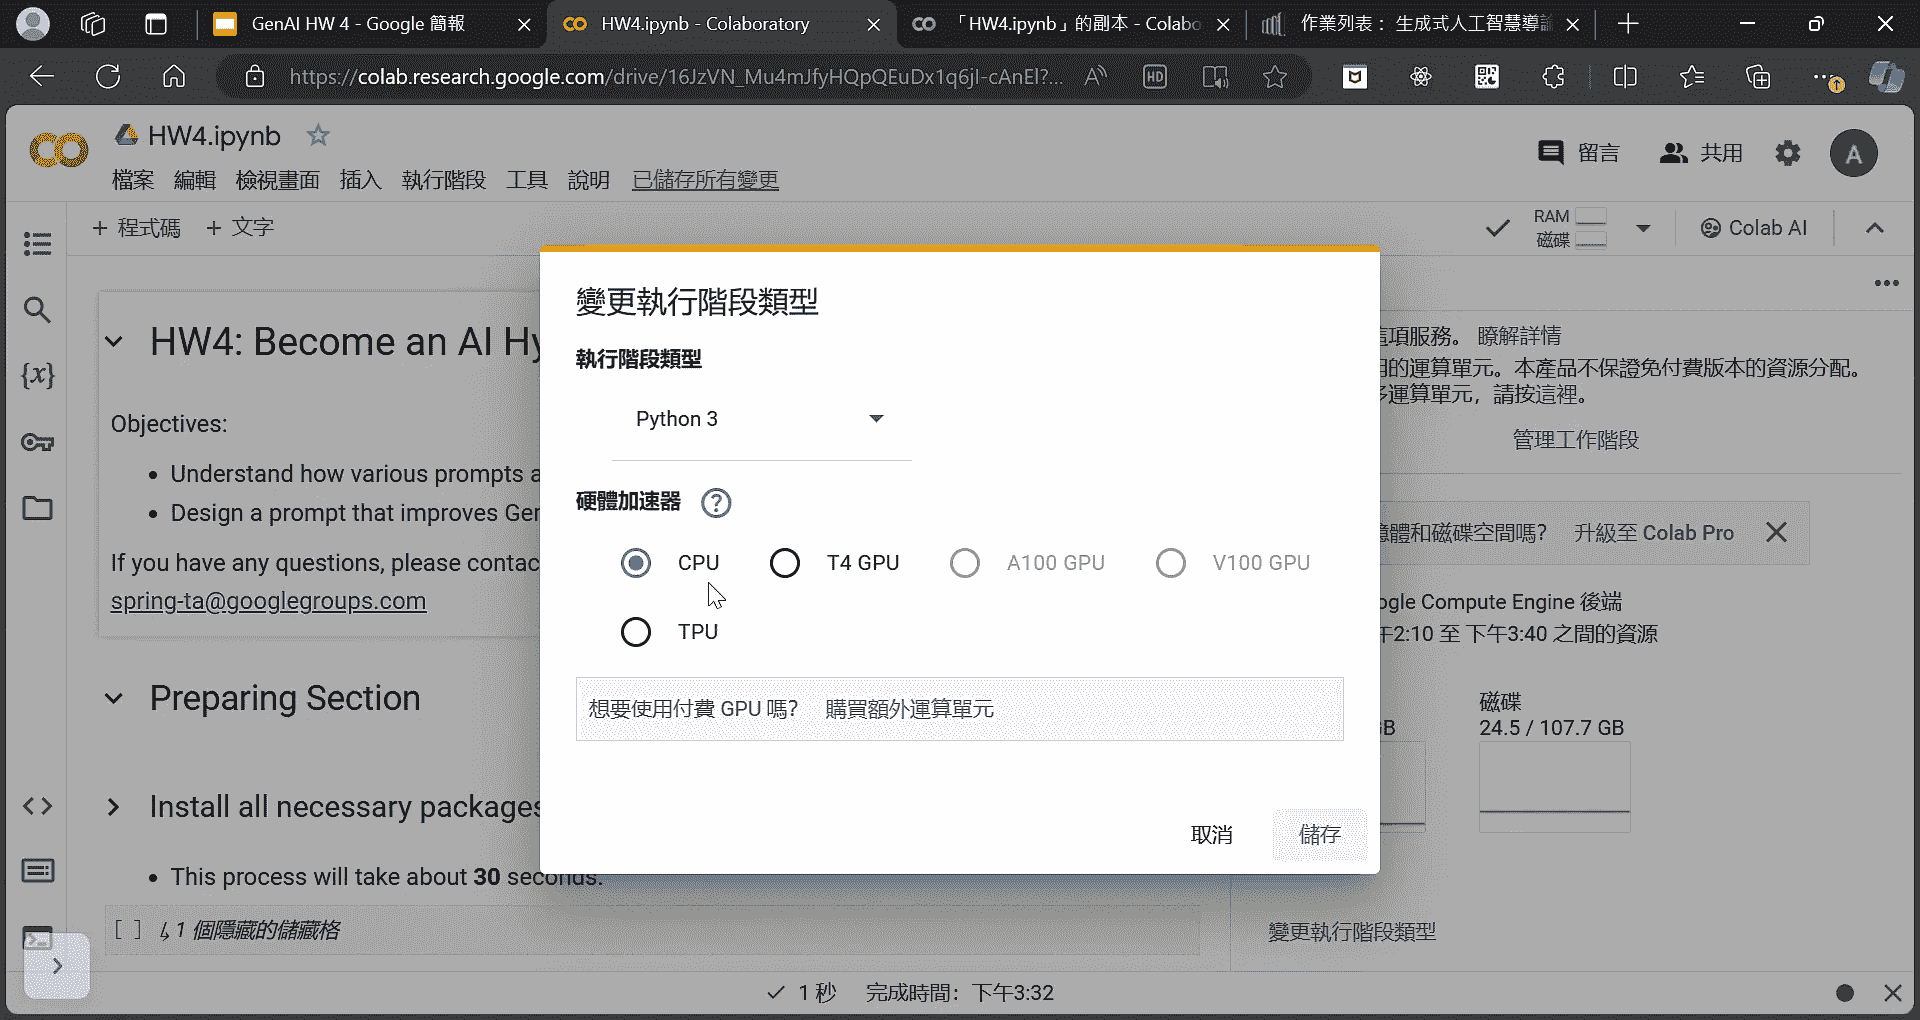 GenAI HW 4 - Google 簡報
HW4.ipynb - Colaboratory
「HW4.ipynb」的副本 - Colabo
作業列表：生成式人工智慧導論
https://colab.research.google.com/drive/16JzVN_Mu4mJfyHQpQEuDx1q6jI-cAnEl?...
HD
HW4.ipynb
留言
共用
A
檔案 編輯 檢視畫面 插入 執行階段 工具 說明 已儲存所有變更
+ 程式碼 + 文字
RAM
磁碟
Colab AI
變更執行階段類型
執行階段類型
Python 3
硬體加速器
CPU
T4 GPU
A100 GPU
V100 GPU
TPU
想要使用付費 GPU 嗎? 購買額外運算單元
取消
儲存
HW4: Become an AI Hy
Objectives:
Understand how various prompts a
Design a prompt that improves Ger
If you have any questions, please contac
spring-ta@googlegroups.com
Preparing Section
Install all necessary packages
This process will take about 30 seconds.
[ ] ↳ 1 個隱藏的儲藏格
這項服務。 瞭解詳情
用的運算單元。本產品不保證免付費版本的資源分配。
多運算單元，請按這裡。
管理工作階段
憶體和磁碟空間嗎? 升級至 Colab Pro
ogle Compute Engine 後端
午2:10 至 下午3:40 之間的資源
GB
磁碟
24.5 / 107.7 GB
變更執行階段類型
1 秒 完成時間：下午3:32